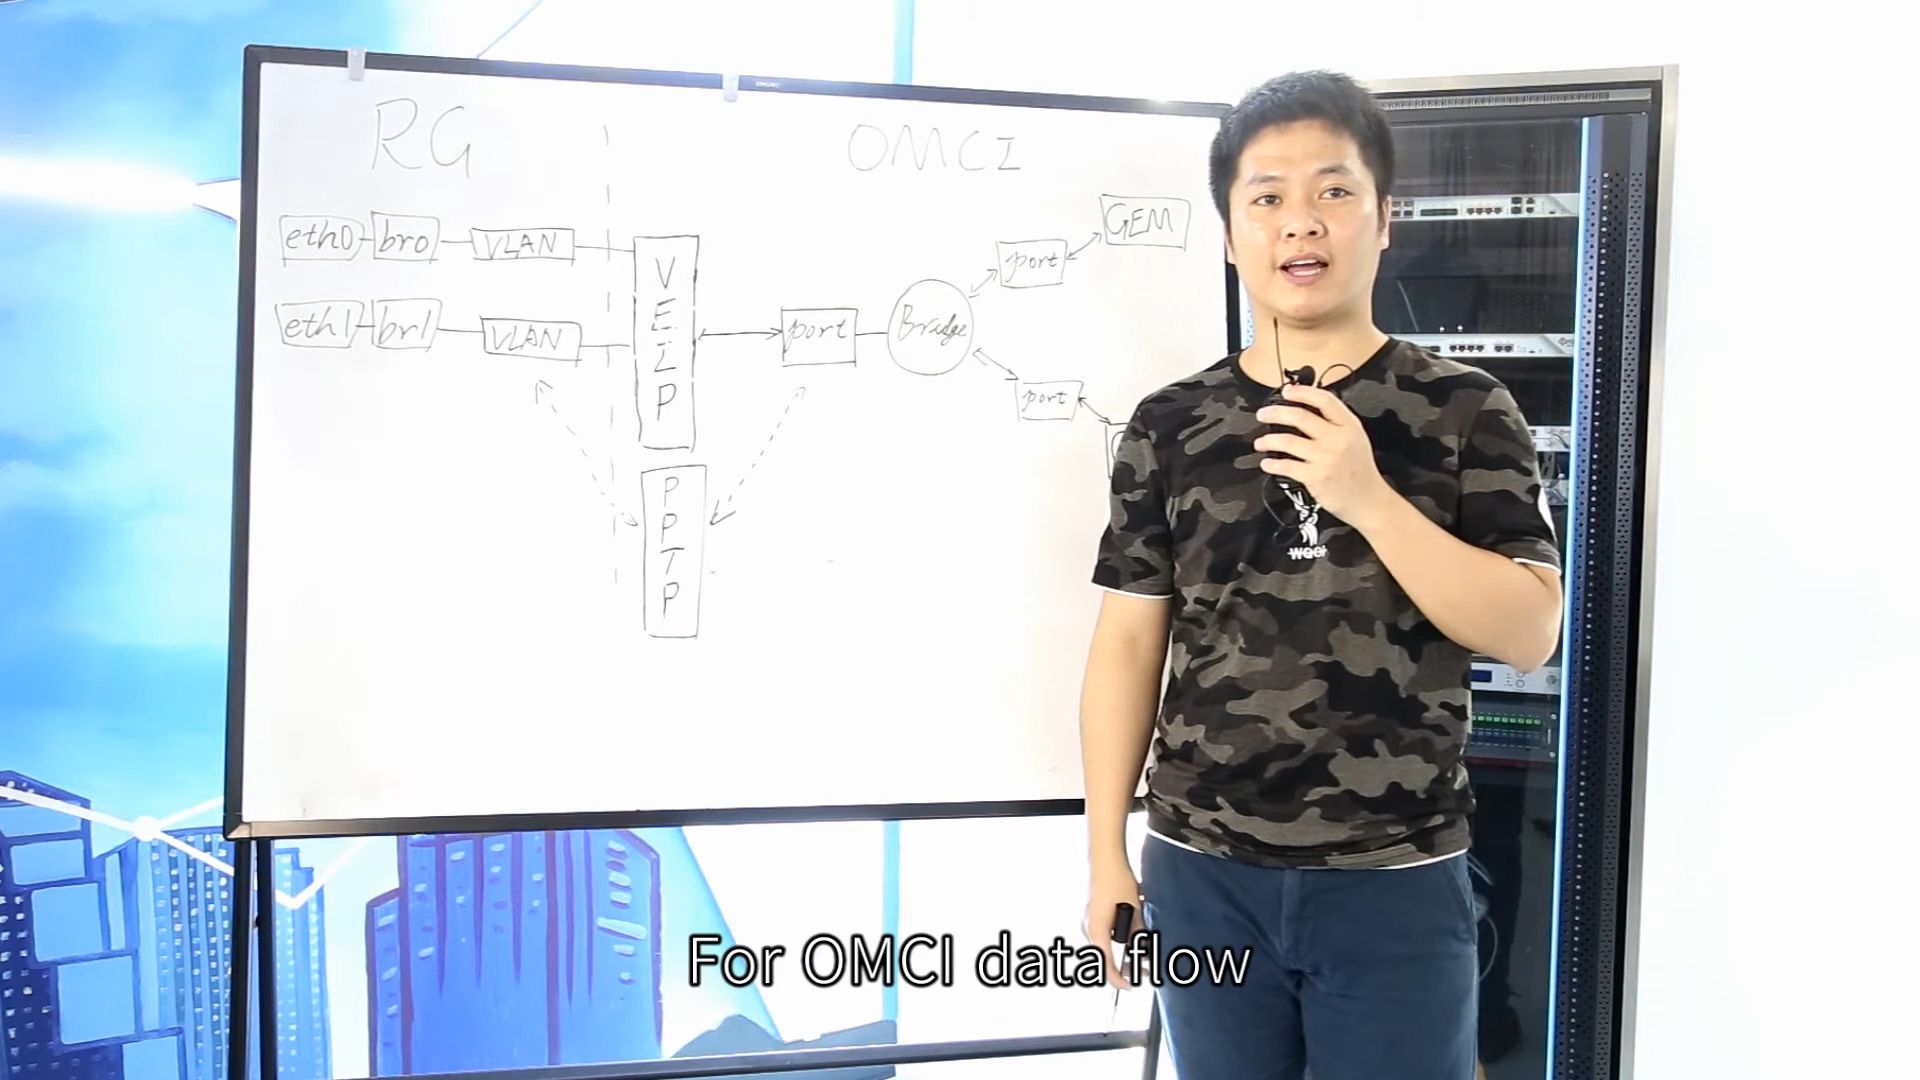 RG
OMCI
eth0
br0
VLAN
eth1
br1
VLAN
VEIP
PPTP
port
Bridge
port
GEM
port
For OMCI data flow